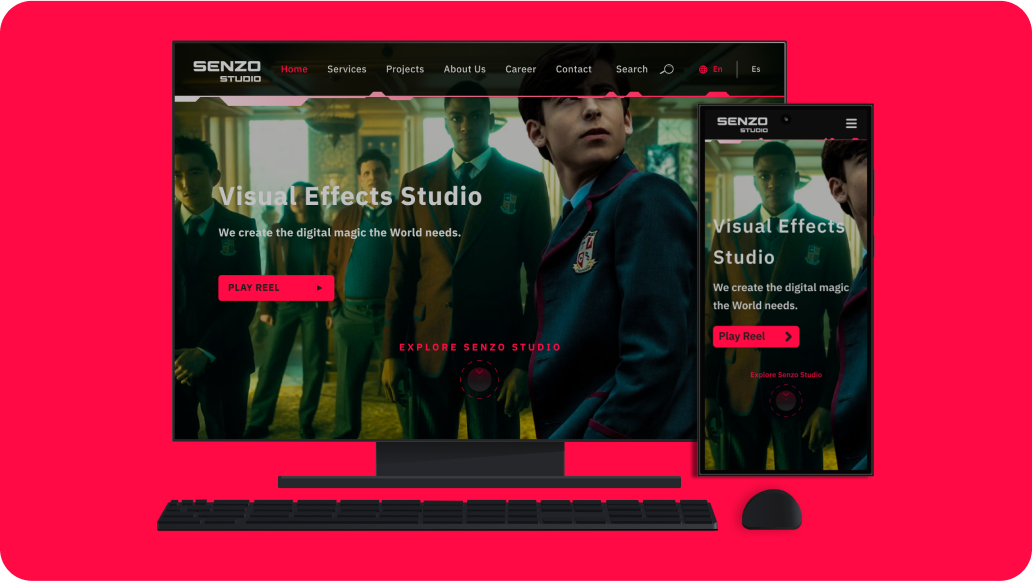 SENZO
STUDIO
Home Services Projects About Us Career Contact Search En Es
Visual Effects Studio
We create the digital magic the World needs.
PLAY REEL
EXPLORE SENZO STUDIO
SENZO
STUDIO
Visual Effects
Studio
We create the digital magic
the World needs.
Play Reel
Explore Senzo Studio